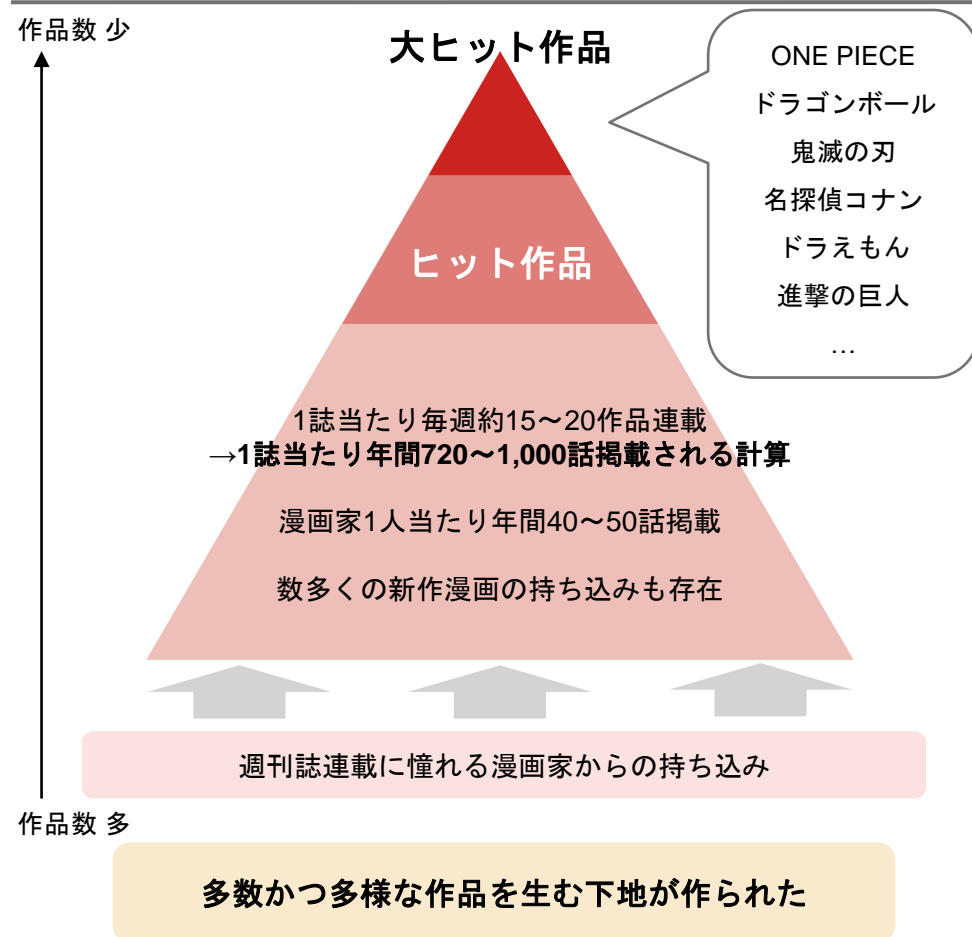 作品数 少
大ヒット作品
ONE PIECE
ドラゴンボール
鬼滅の刃
名探偵コナン
ドラえもん
進撃の巨人
…
ヒット作品
1誌当たり毎週約15～20作品連載
→1誌当たり年間720～1,000話掲載される計算
漫画家1人当たり年間40～50話掲載
数多くの新作漫画の持ち込みも存在
週刊誌連載に憧れる漫画家からの持ち込み
作品数 多
多数かつ多様な作品を生む下地が作られた